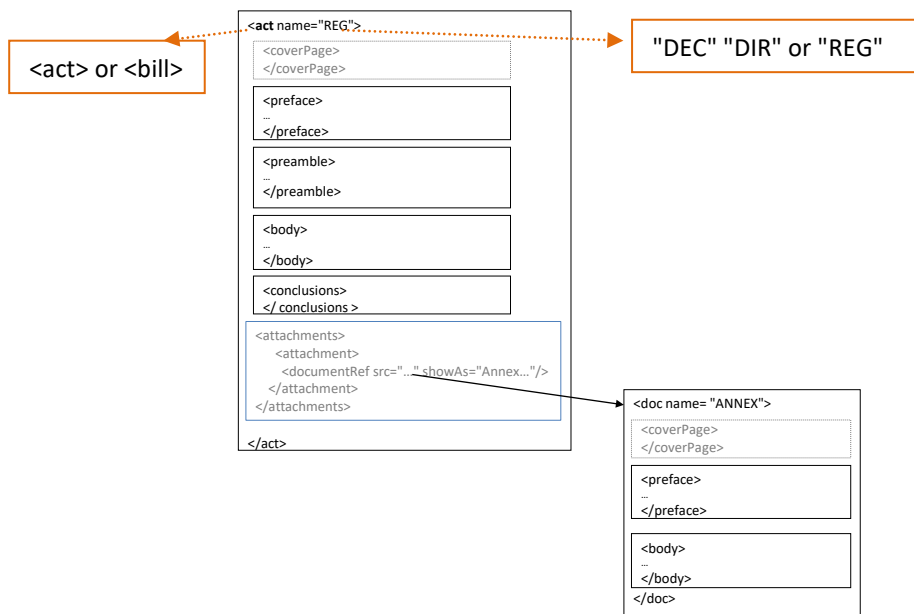 <act name="REG">
<coverPage>
</coverPage>
<act> or <bill>
"DEC" "DIR" or "REG"
<preface>
...
</preface>
<preamble>
...
</preamble>
<body>
...
</body>
<conclusions>
</ conclusions >
<attachments>
<attachment>
<documentRef src="..." showAs="Annex..."/>
</attachment>
</attachments>
</act>
<doc name= "ANNEX">
<coverPage>
</coverPage>
<preface>
...
</preface>
<body>
...
</body>
</doc>